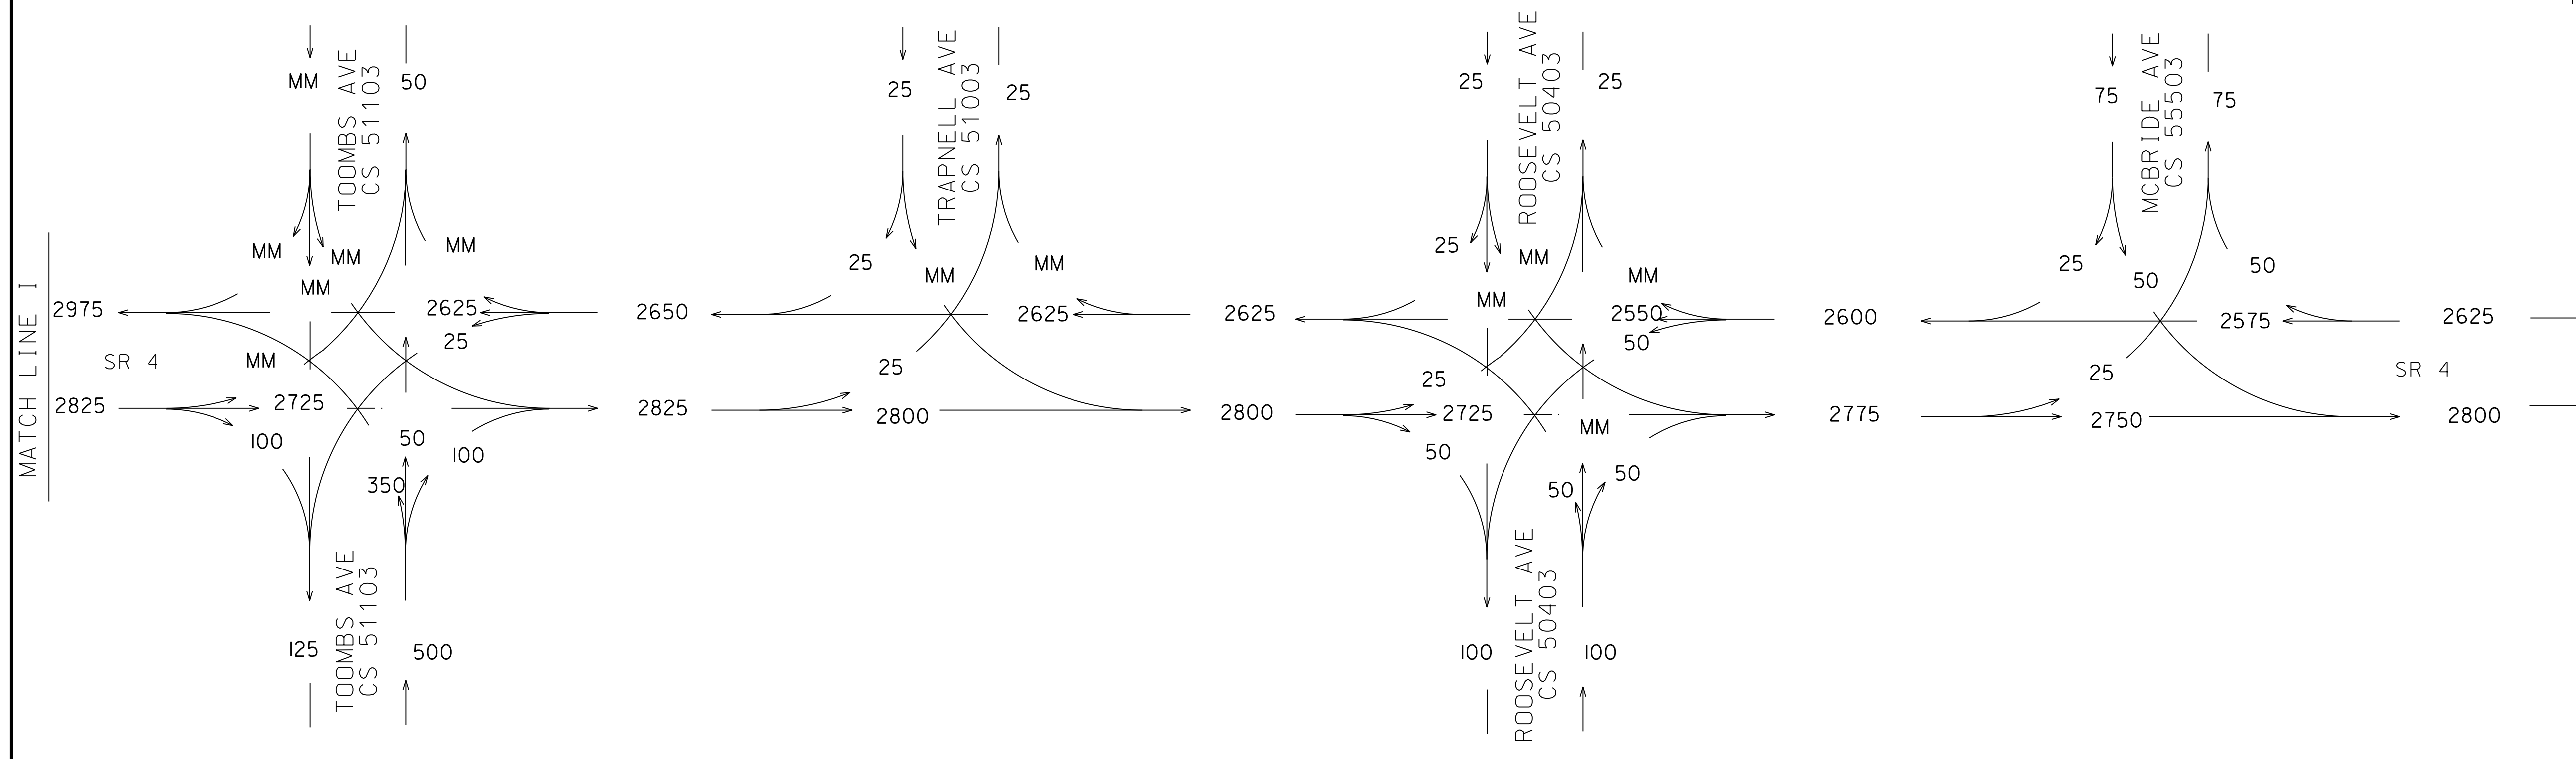 MM
TOOMBS AVE
CS 51103
50
25
TRAPNELL AVE
CS 51003
25
25
ROOSEVELT AVE
CS 50403
25
75
MCBRIDE AVE
CS 55503
75
MM
MM
MM
MM
25
MM
MM
25
MM
MM
25
50
50
MATCH LINE I
2975
MM
2625
25
2650
2625
2625
MM
2550
50
2600
2575
2625
SR 4
MM
25
25
25
SR 4
2825
2725
2825
2800
2800
2725
2775
2750
2800
100
50
100
50
MM
350
50
50
TOOMBS AVE
CS 51103
125
500
ROOSEVELT AVE
CS 50403
100
100